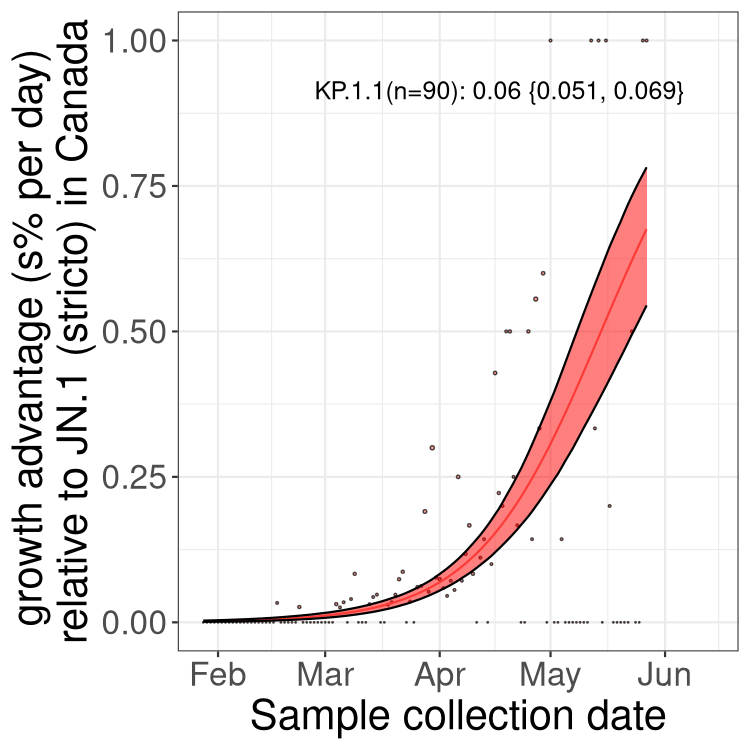 growth advantage (s% per day)
relative to JN.1 (stricto) in Canada
1.00
0.75
0.50
0.25
0.00
KP.1.1(n=90): 0.06 {0.051, 0.069}
Feb Mar Apr May Jun
Sample collection date